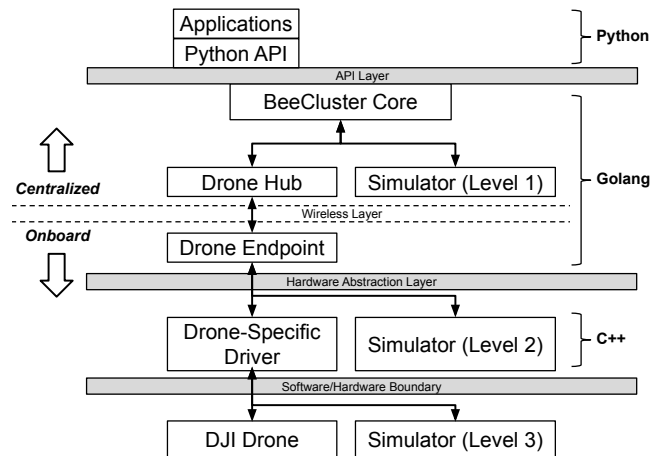 Applications
Python API
Python
API Layer
BeeCluster Core
Centralized
Drone Hub
Simulator (Level 1)
Golang
Wireless Layer
Onboard
Drone Endpoint
Hardware Abstraction Layer
Drone-Specific
Driver
Simulator (Level 2)
C++
Software/Hardware Boundary
DJI Drone
Simulator (Level 3)